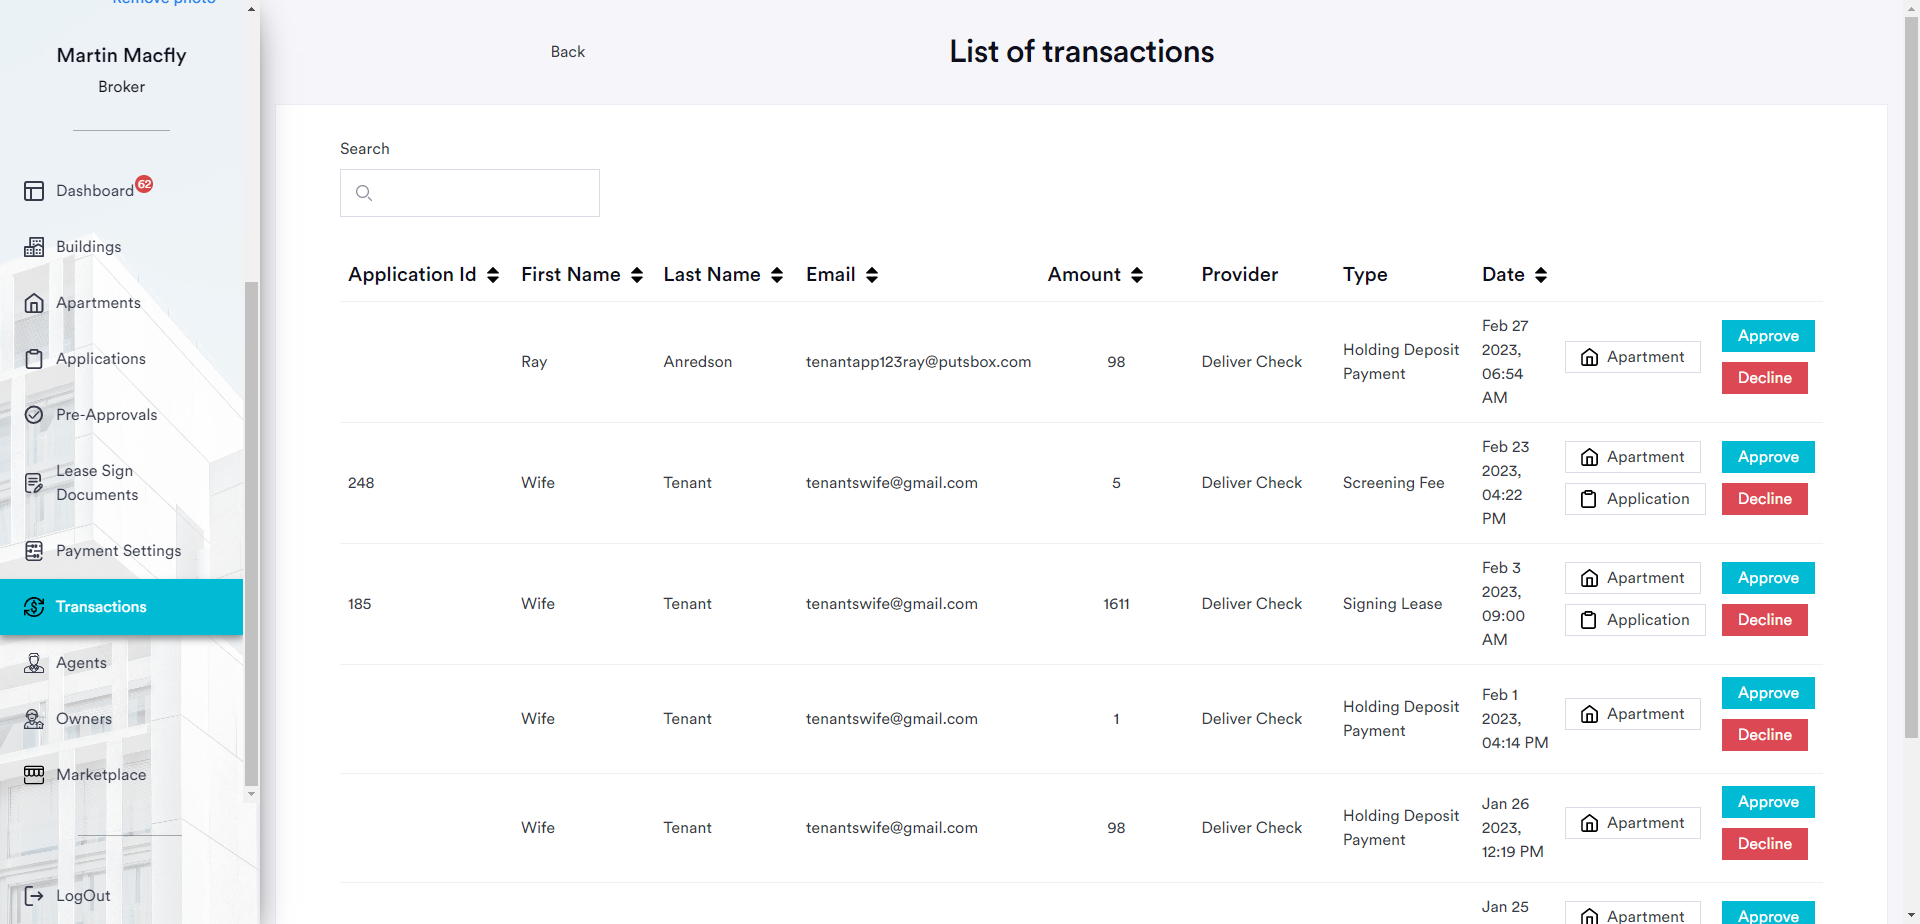 Remove photo
Martin Macfly
Broker
Dashboard 62
Buildings
Apartments
Applications
Pre-Approvals
Lease Sign
Documents
Payment Settings
Transactions
Agents
Owners
Marketplace
LogOut
Back
List of transactions
Search
Application Id First Name Last Name Email Amount Provider Type Date
Ray Anredson tenantapp123ray@putsbox.com 98 Deliver Check
Holding Deposit
Payment
Feb 27
2023,
06:54
AM
Apartment
Approve
Decline
248 Wife Tenant tenantswife@gmail.com 5 Deliver Check Screening Fee
Feb 23
2023,
04:22
PM
Apartment
Application
Approve
Decline
185 Wife Tenant tenantswife@gmail.com 1611 Deliver Check Signing Lease
Feb 3
2023,
09:00
AM
Apartment
Application
Approve
Decline
Wife Tenant tenantswife@gmail.com 1 Deliver Check
Holding Deposit
Payment
Feb 1
2023,
04:14 PM
Apartment
Approve
Decline
Wife Tenant tenantswife@gmail.com 98 Deliver Check
Holding Deposit
Payment
Jan 26
2023,
12:19 PM
Apartment
Approve
Decline
Jan 25
Apartment
Approve